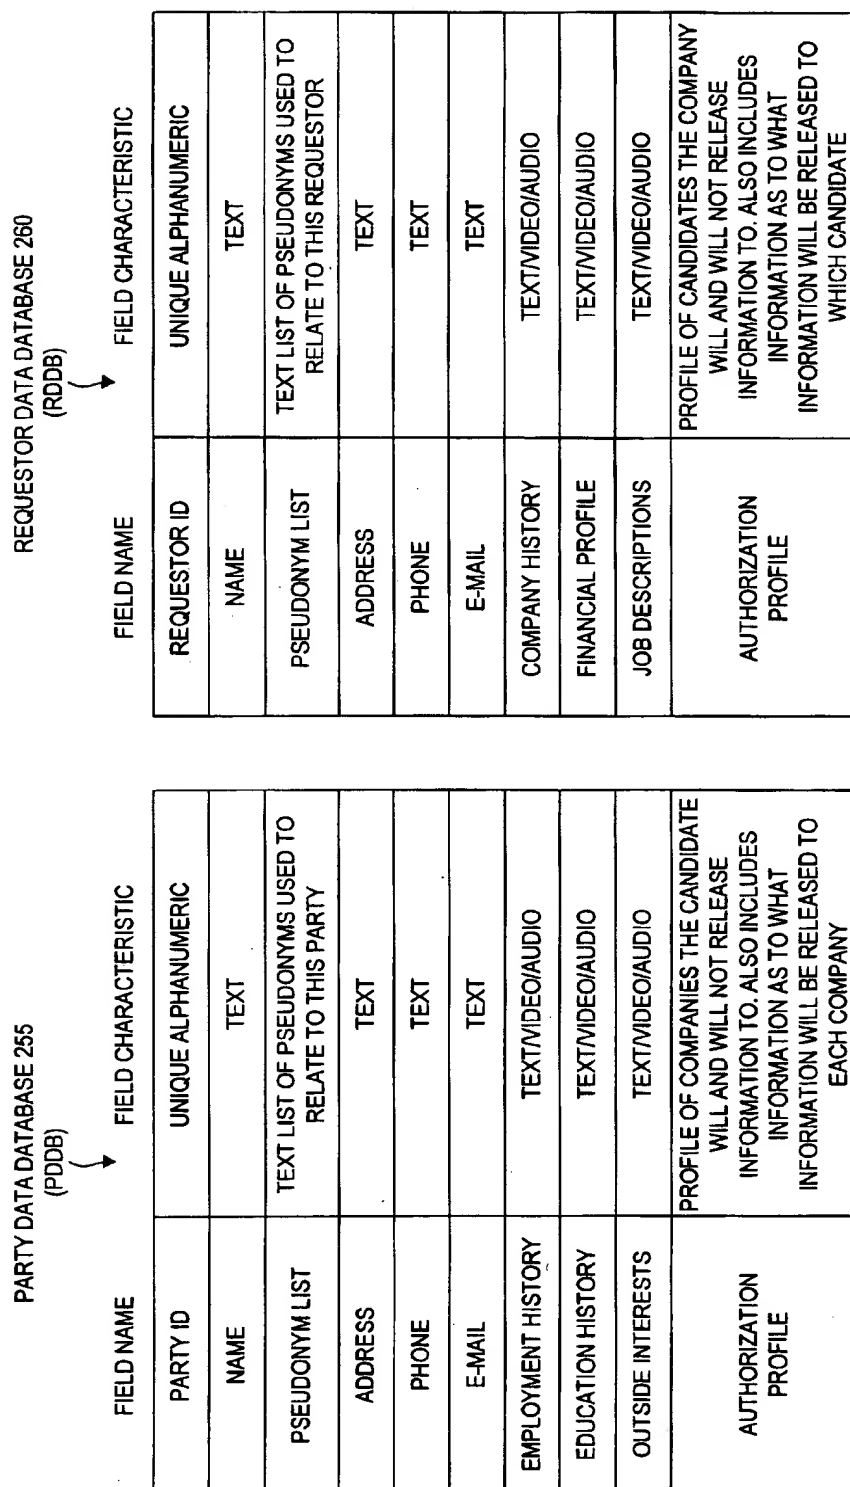 PARTY DATA DATABASE 255
(PDDB)
FIELD NAME FIELD CHARACTERISTIC
PARTY ID UNIQUE ALPHANUMERIC
NAME TEXT
PSEUDONYM LIST TEXT LIST OF PSEUDONYMS USED TO
RELATE TO THIS PARTY
ADDRESS TEXT
PHONE TEXT
E-MAIL TEXT
EMPLOYMENT HISTORY TEXT/VIDEO/AUDIO
EDUCATION HISTORY TEXT/VIDEO/AUDIO
OUTSIDE INTERESTS TEXT/VIDEO/AUDIO
AUTHORIZATION
PROFILE
PROFILE OF COMPANIES THE CANDIDATE
WILL AND WILL NOT RELEASE
INFORMATION TO. ALSO INCLUDES
INFORMATION AS TO WHAT
INFORMATION WILL BE RELEASED TO
EACH COMPANY
REQUESTOR DATA DATABASE 260
(RDDB)
FIELD NAME FIELD CHARACTERISTIC
REQUESTOR ID UNIQUE ALPHANUMERIC
NAME TEXT
PSEUDONYM LIST TEXT LIST OF PSEUDONYMS USED TO
RELATE TO THIS REQUESTOR
ADDRESS TEXT
PHONE TEXT
E-MAIL TEXT
COMPANY HISTORY TEXT/VIDEO/AUDIO
FINANCIAL PROFILE TEXT/VIDEO/AUDIO
JOB DESCRIPTIONS TEXT/VIDEO/AUDIO
AUTHORIZATION
PROFILE
PROFILE OF CANDIDATES THE COMPANY
WILL AND WILL NOT RELEASE
INFORMATION TO. ALSO INCLUDES
INFORMATION AS TO WHAT
INFORMATION WILL BE RELEASED TO
WHICH CANDIDATE